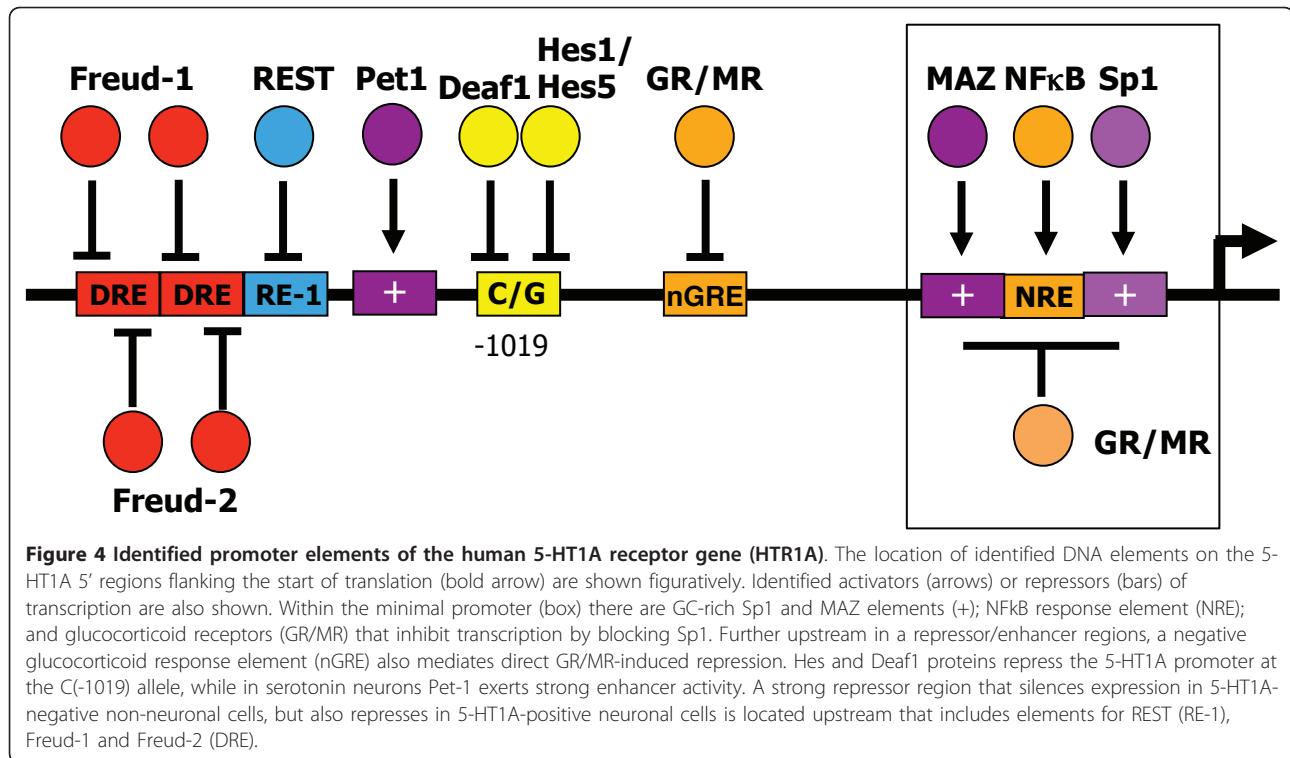 Freud-1 REST Pet1 Deaf1 Hes1/ Hes5 GR/MR MAZ NFκB Sp1
DRE DRE RE-1 + C/G nGRE + NRE +
-1019
Freud-2 GR/MR
Figure 4 Identified promoter elements of the human 5-HT1A receptor gene (HTR1A). The location of identified DNA elements on the 5-
HT1A 5’ regions flanking the start of translation (bold arrow) are shown figuratively. Identified activators (arrows) or repressors (bars) of
transcription are also shown. Within the minimal promoter (box) there are GC-rich Sp1 and MAZ elements (+); NFkB response element (NRE);
and glucocorticoid receptors (GR/MR) that inhibit transcription by blocking Sp1. Further upstream in a repressor/enhancer regions, a negative
glucocorticoid response element (nGRE) also mediates direct GR/MR-induced repression. Hes and Deaf1 proteins repress the 5-HT1A promoter at
the C(-1019) allele, while in serotonin neurons Pet-1 exerts strong enhancer activity. A strong repressor region that silences expression in 5-HT1A-
negative non-neuronal cells, but also represses in 5-HT1A-positive neuronal cells is located upstream that includes elements for REST (RE-1),
Freud-1 and Freud-2 (DRE).